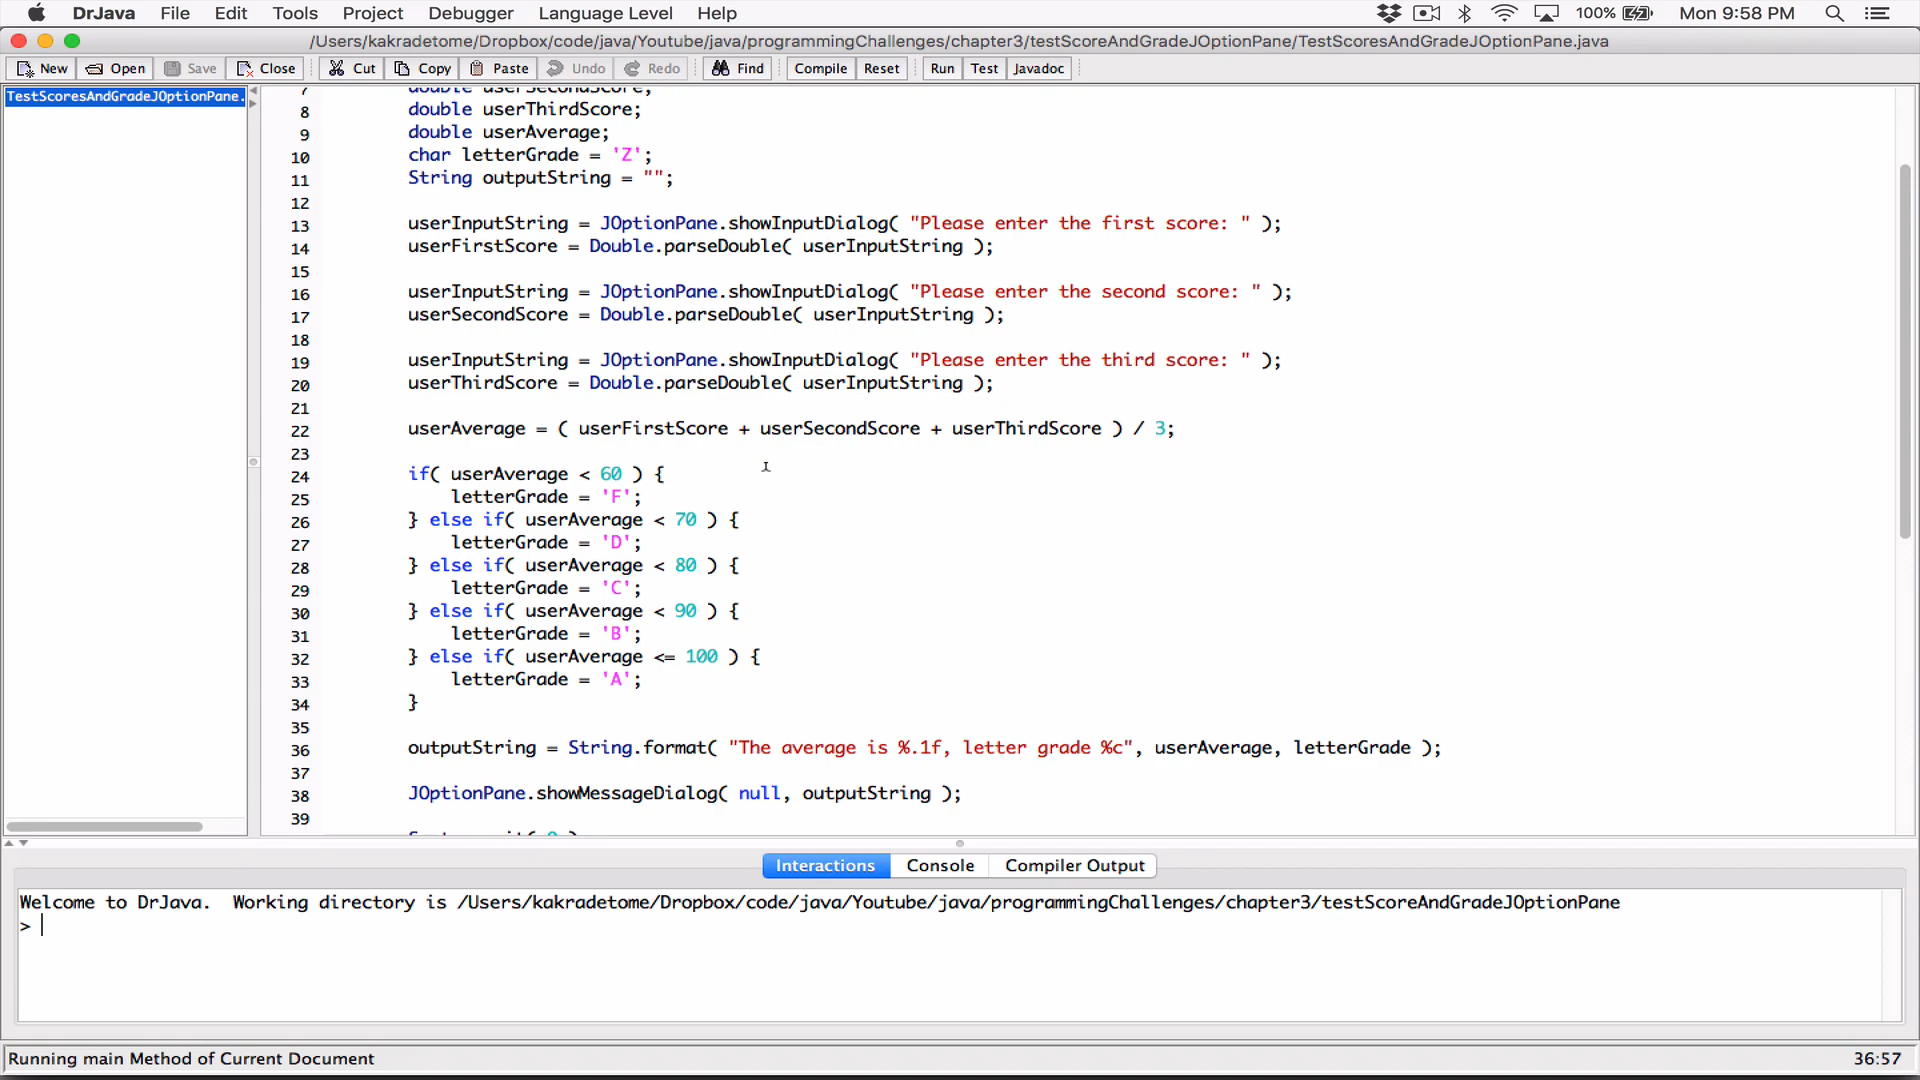 DrJava File Edit Tools Project Debugger Language Level Help 100% Mon 9:58 PM
/Users/kakradetome/Dropbox/code/java/Youtube/java/programmingChallenges/chapter3/testScoreAndGradeJOptionPane/TestScoresAndGradeJOptionPane.java
New Open Save Close Cut Copy Paste Undo Redo Find Compile Reset Run Test Javadoc
TestScoresAndGradeJOptionPane.
7 double userSecondScore;
8 double userThirdScore;
9 double userAverage;
10 char letterGrade = 'Z';
11 String outputString = "";
12
13 userInputString = JOptionPane.showInputDialog( "Please enter the first score: " );
14 userFirstScore = Double.parseDouble( userInputString );
15
16 userInputString = JOptionPane.showInputDialog( "Please enter the second score: " );
17 userSecondScore = Double.parseDouble( userInputString );
18
19 userInputString = JOptionPane.showInputDialog( "Please enter the third score: " );
20 userThirdScore = Double.parseDouble( userInputString );
21
22 userAverage = ( userFirstScore + userSecondScore + userThirdScore ) / 3;
23
24 if( userAverage < 60 ) {
25 letterGrade = 'F';
26 } else if( userAverage < 70 ) {
27 letterGrade = 'D';
28 } else if( userAverage < 80 ) {
29 letterGrade = 'C';
30 } else if( userAverage < 90 ) {
31 letterGrade = 'B';
32 } else if( userAverage <= 100 ) {
33 letterGrade = 'A';
34 }
35
36 outputString = String.format( "The average is %.1f, letter grade %c", userAverage, letterGrade );
37
38 JOptionPane.showMessageDialog( null, outputString );
39
Interactions Console Compiler Output
Welcome to DrJava. Working directory is /Users/kakradetome/Dropbox/code/java/Youtube/java/programmingChallenges/chapter3/testScoreAndGradeJOptionPane
>
Running main Method of Current Document 36:57